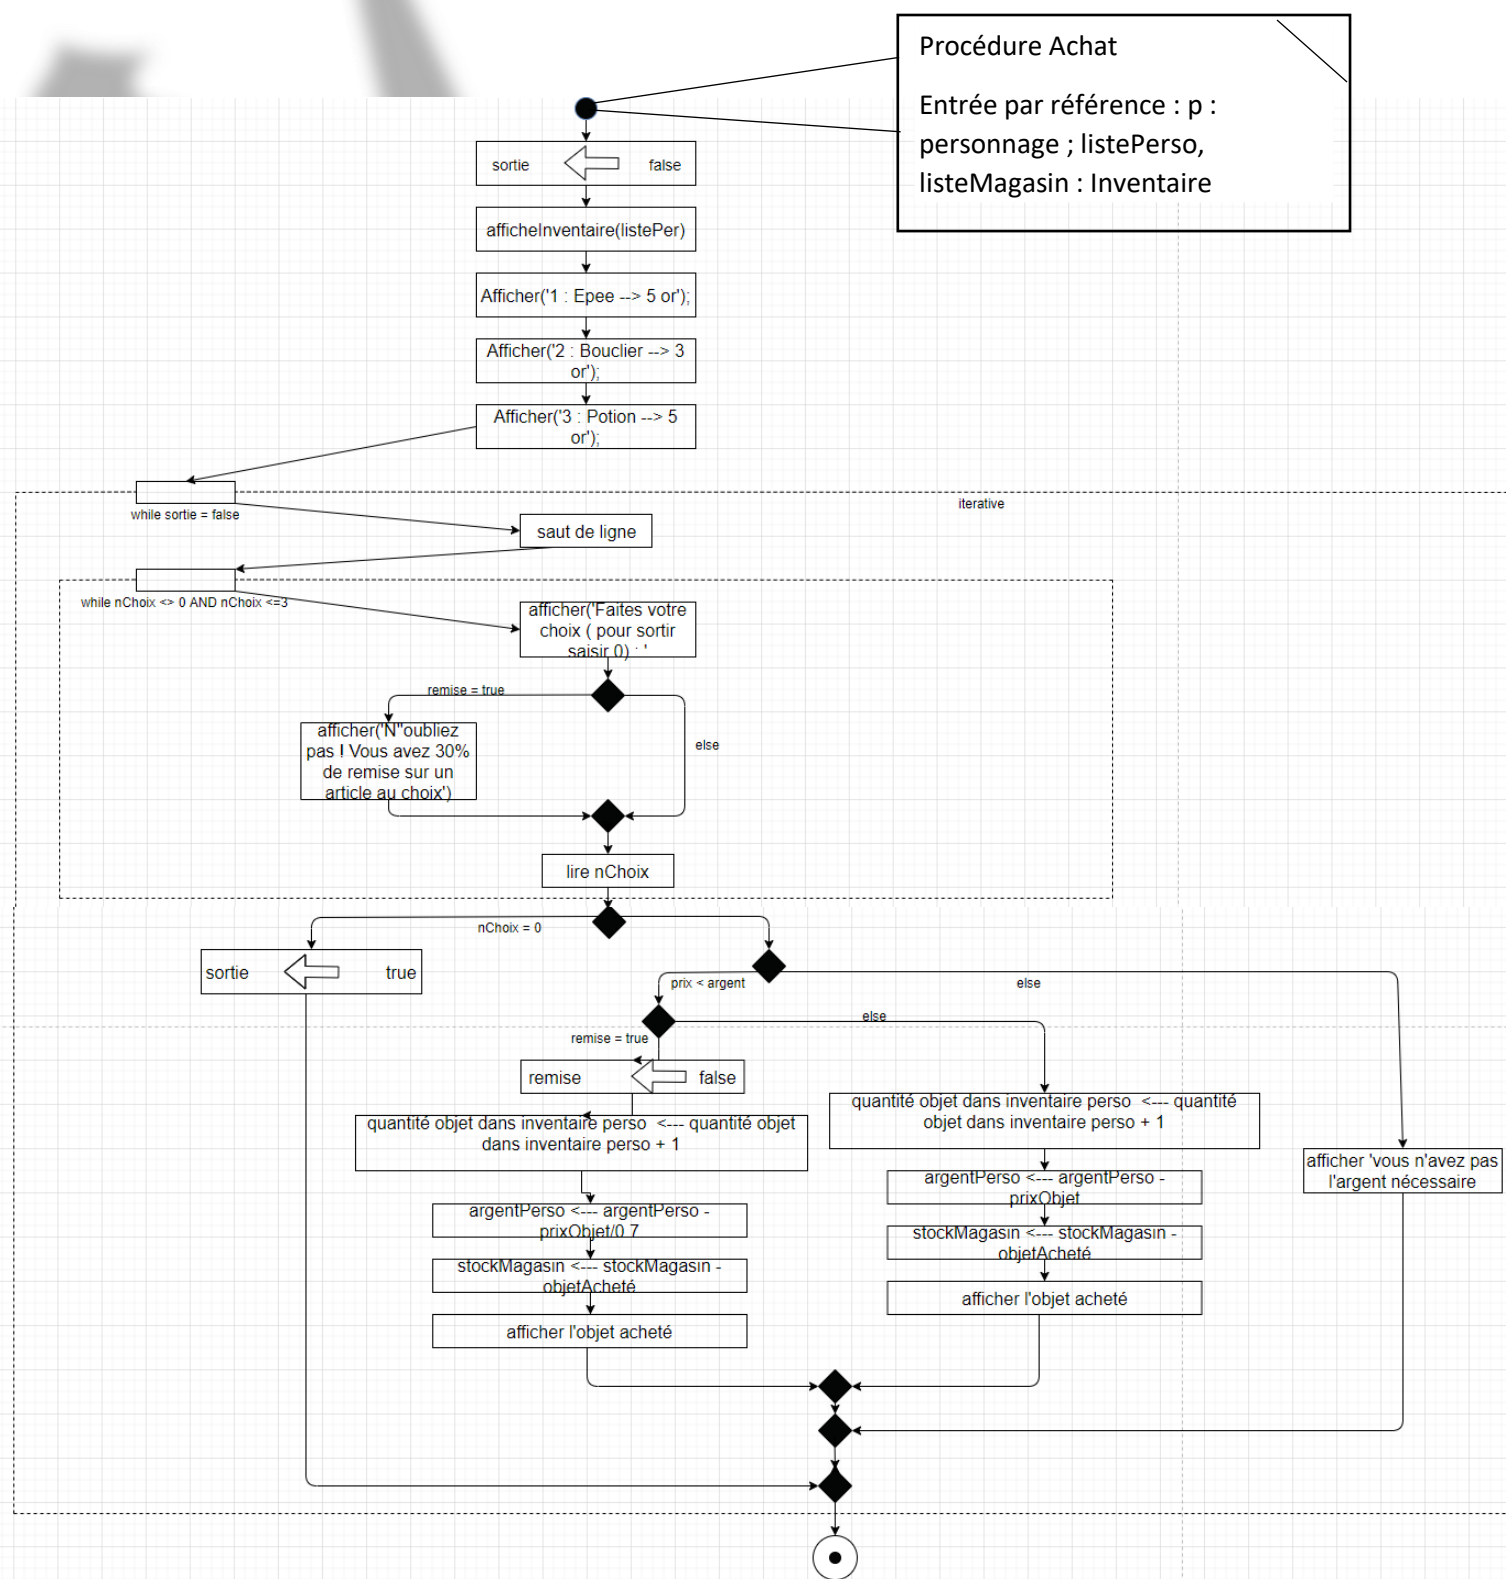 Procédure Achat
Entrée par référence : p :
personnage ; listePerso,
listeMagasin : Inventaire
sortie false
afficheInventaire(listePer)
Afficher('1 : Epee --> 5 or');
Afficher('2 : Bouclier --> 3
or');
Afficher('3 : Potion --> 5
or');
iterative
while sortie = false
saut de ligne
while nChoix <> 0 AND nChoix <=3
afficher('Faites votre
choix ( pour sortir
saisir 0) : '
remise = true
afficher('N''oubliez
pas ! Vous avez 30%
de remise sur un
article au choix')
else
lire nChoix
nChoix = 0
sortie true
prix < argent
else
remise = true
else
remise false
quantité objet dans inventaire perso <--- quantité objet
dans inventaire perso + 1
argentPerso <--- argentPerso -
prixObjet/0.7
stockMagasin <--- stockMagasin -
objetAcheté
afficher l'objet acheté
quantité objet dans inventaire perso <--- quantité
objet dans inventaire perso + 1
argentPerso <--- argentPerso -
prixObjet
stockMagasin <--- stockMagasin -
objetAcheté
afficher l'objet acheté
afficher 'vous n'avez pas
l'argent nécessaire